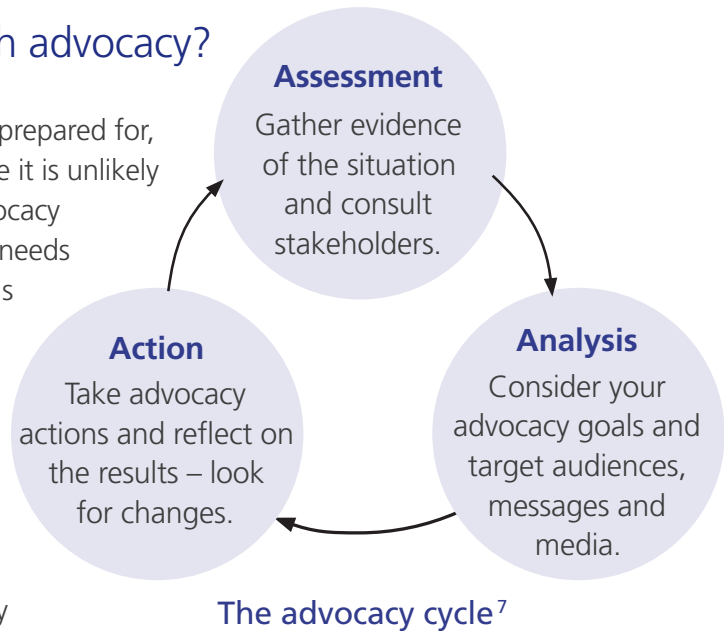 h advocacy?
prepared for,
e it is unlikely
ocacy
needs
s
Assessment
Gather evidence
of the situation
and consult
stakeholders.
Analysis
Consider your
advocacy goals and
target audiences,
messages and
media.
Action
Take advocacy
actions and reflect on
the results – look
for changes.
y
The advocacy cycle⁷